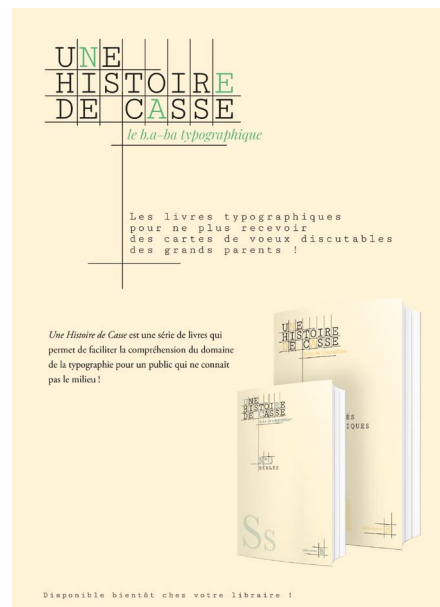 UNE
HISTOIRE
DE CASSE
le b.a-ba typographique
Les livres typographiques
pour ne plus recevoir
des cartes de voeux discutables
des grands parents !
Une Histoire de Casse est une série de livres qui
permet de faciliter la compréhension du domaine
de la typographie pour un public qui ne connaît
pas le milieu !
UNE
HISTOIRE
DE CASSE
IQUES
UNE
HISTOIRE
DE CASSE
RÈGLES
Ss
Disponible bientôt chez votre libraire !